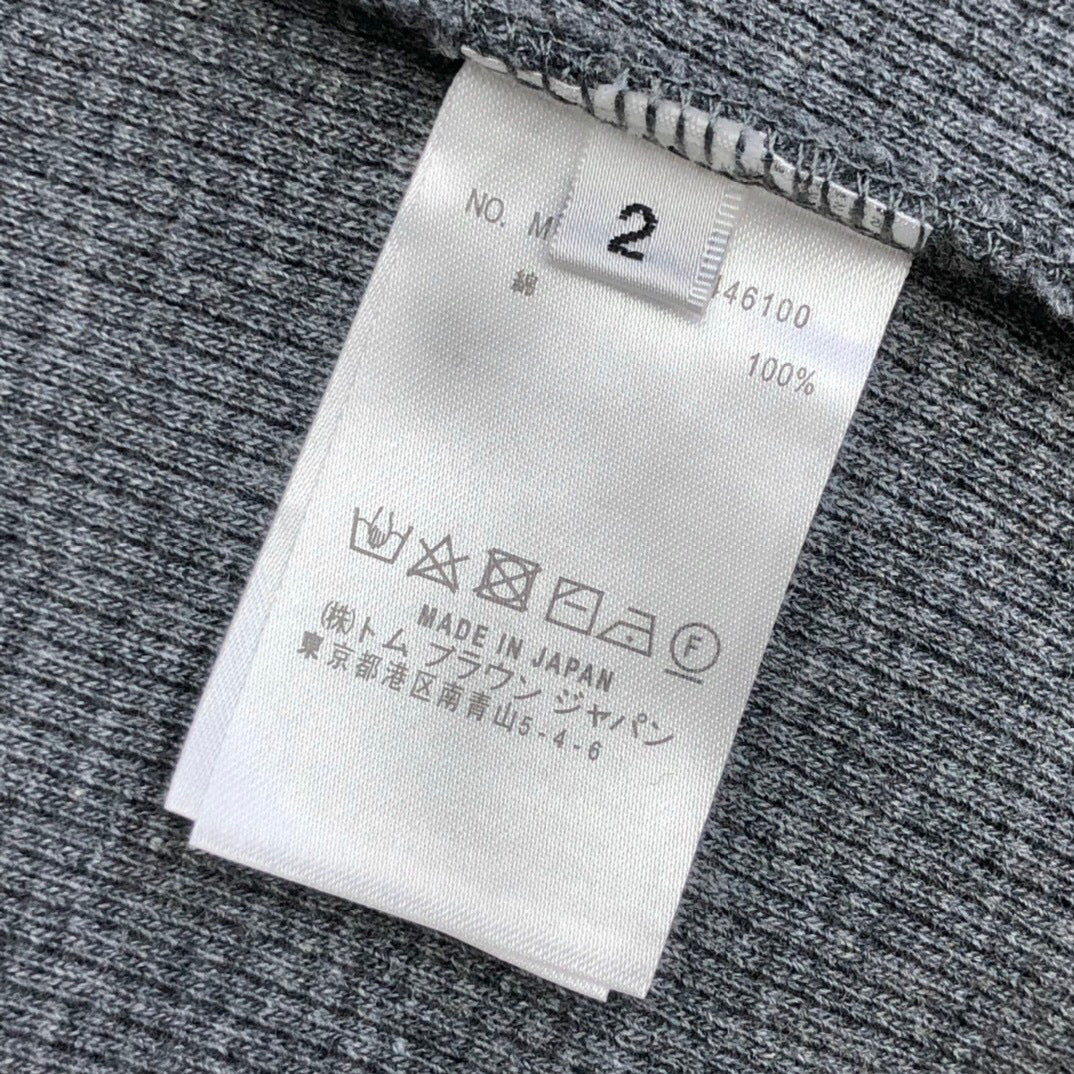 2
NO. M 446100
綿 100%
F
MADE IN JAPAN
(株)トム ブラウン ジャパン
東京都港区南青山5-4-6